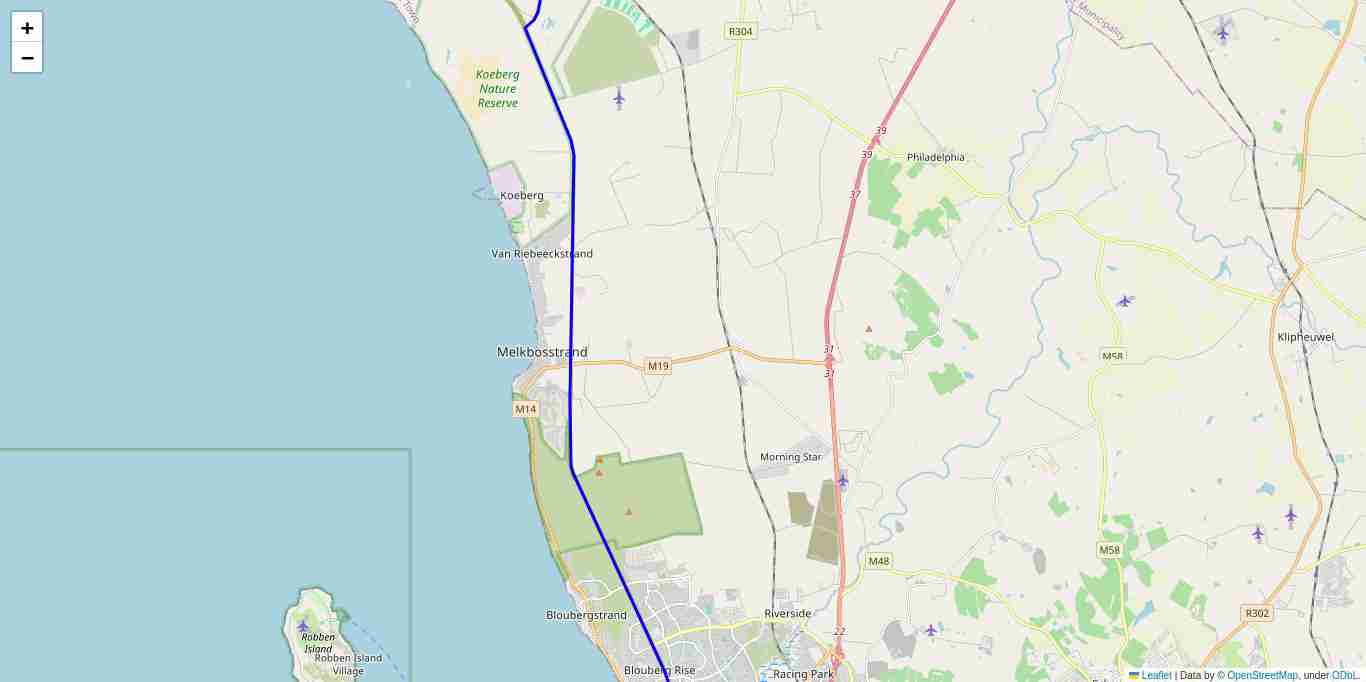 +
−
Town
Municipality
R304
Koeberg
Nature
Reserve
39
39
Philadelphia
37
Koeberg
Van Riebeeckstrand
Klipheuwel
31
Melkbosstrand
M58
M19
31
M14
Morning Star
M58
M48
R302
Bloubergstrand
Riverside
22
Robben
Island
Robben Island
Village
Blouberg Rise
Racing Park
Leaflet | Data by © OpenStreetMap, under ODbL.